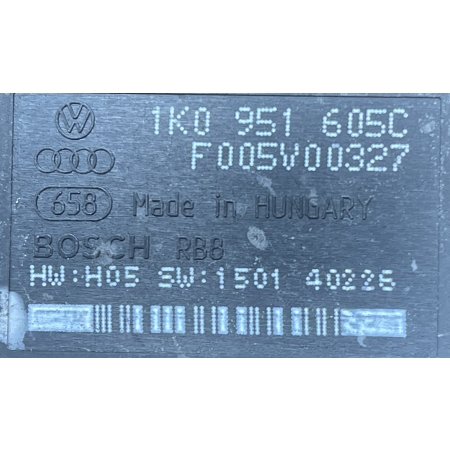 1K0 951 605C
F005V00327
658 Made in HUNGARY
BOSCH RB8
HW:H05 SW:1501 40226